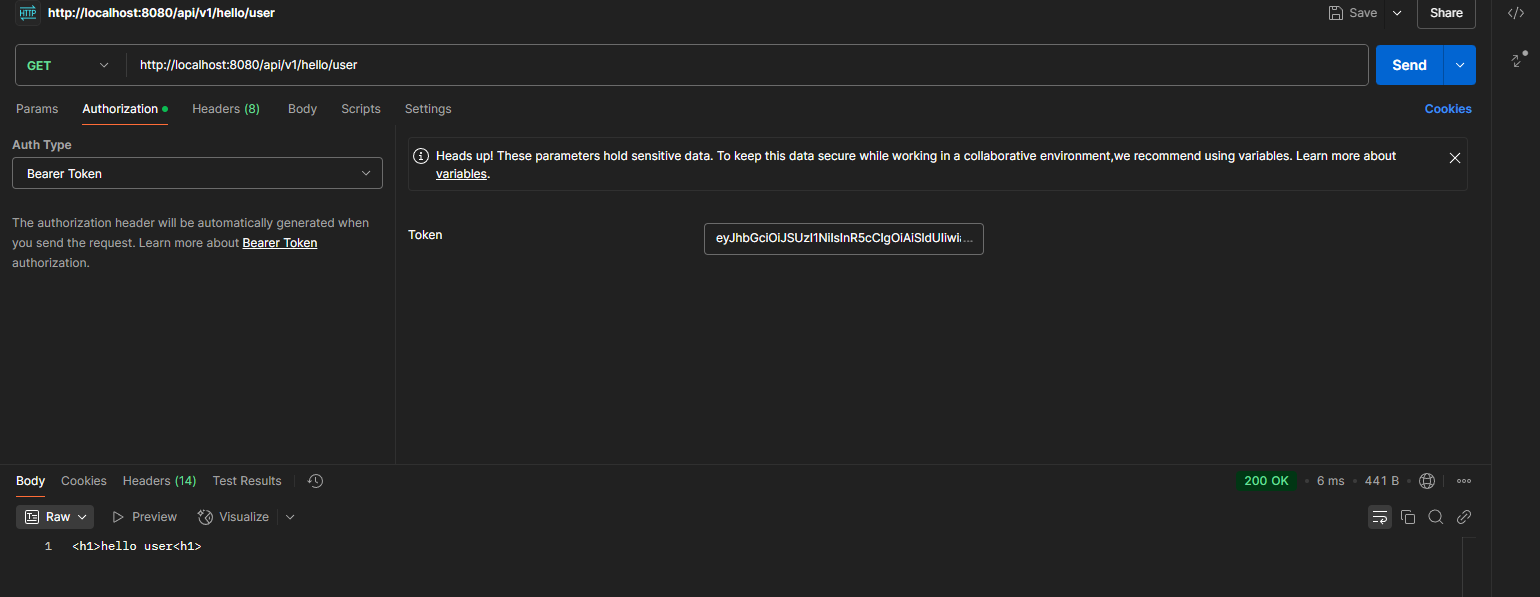 HTTP http://localhost:8080/api/v1/hello/user Save Share
GET http://localhost:8080/api/v1/hello/user Send
Params Authorization Headers (8) Body Scripts Settings Cookies
Auth Type
Bearer Token
The authorization header will be automatically generated when
you send the request. Learn more about Bearer Token
authorization.
Heads up! These parameters hold sensitive data. To keep this data secure while working in a collaborative environment,we recommend using variables. Learn more about
variables.
Token eyJhbGciOiJSUzI1NiIsInR5cCIgOiAiSldUIiwia...
Body Cookies Headers (14) Test Results 200 OK • 6 ms • 441 B •
Raw Preview Visualize
1 <h1>hello user<h1>